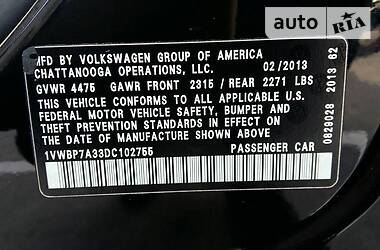 auto RIA
MFD BY VOLKSWAGEN GROUP OF AMERICA
CHATTANOOGA OPERATIONS, LLC. 02/2013
GVWR 4475 GAWR FRONT 2315 / REAR 2271 LBS
THIS VEHICLE CONFORMS TO ALL
APPLICABLE U.S.
FEDERAL MOTOR VEHICLE SAFETY, BUMPER AND
THEFT PREVENTION STANDARDS IN EFFECT ON
THE DATE OF MANUFACTURE SHOWN ABOVE.
1VWBP7A33DC102755 PASSENGER CAR
0829028 2013 62